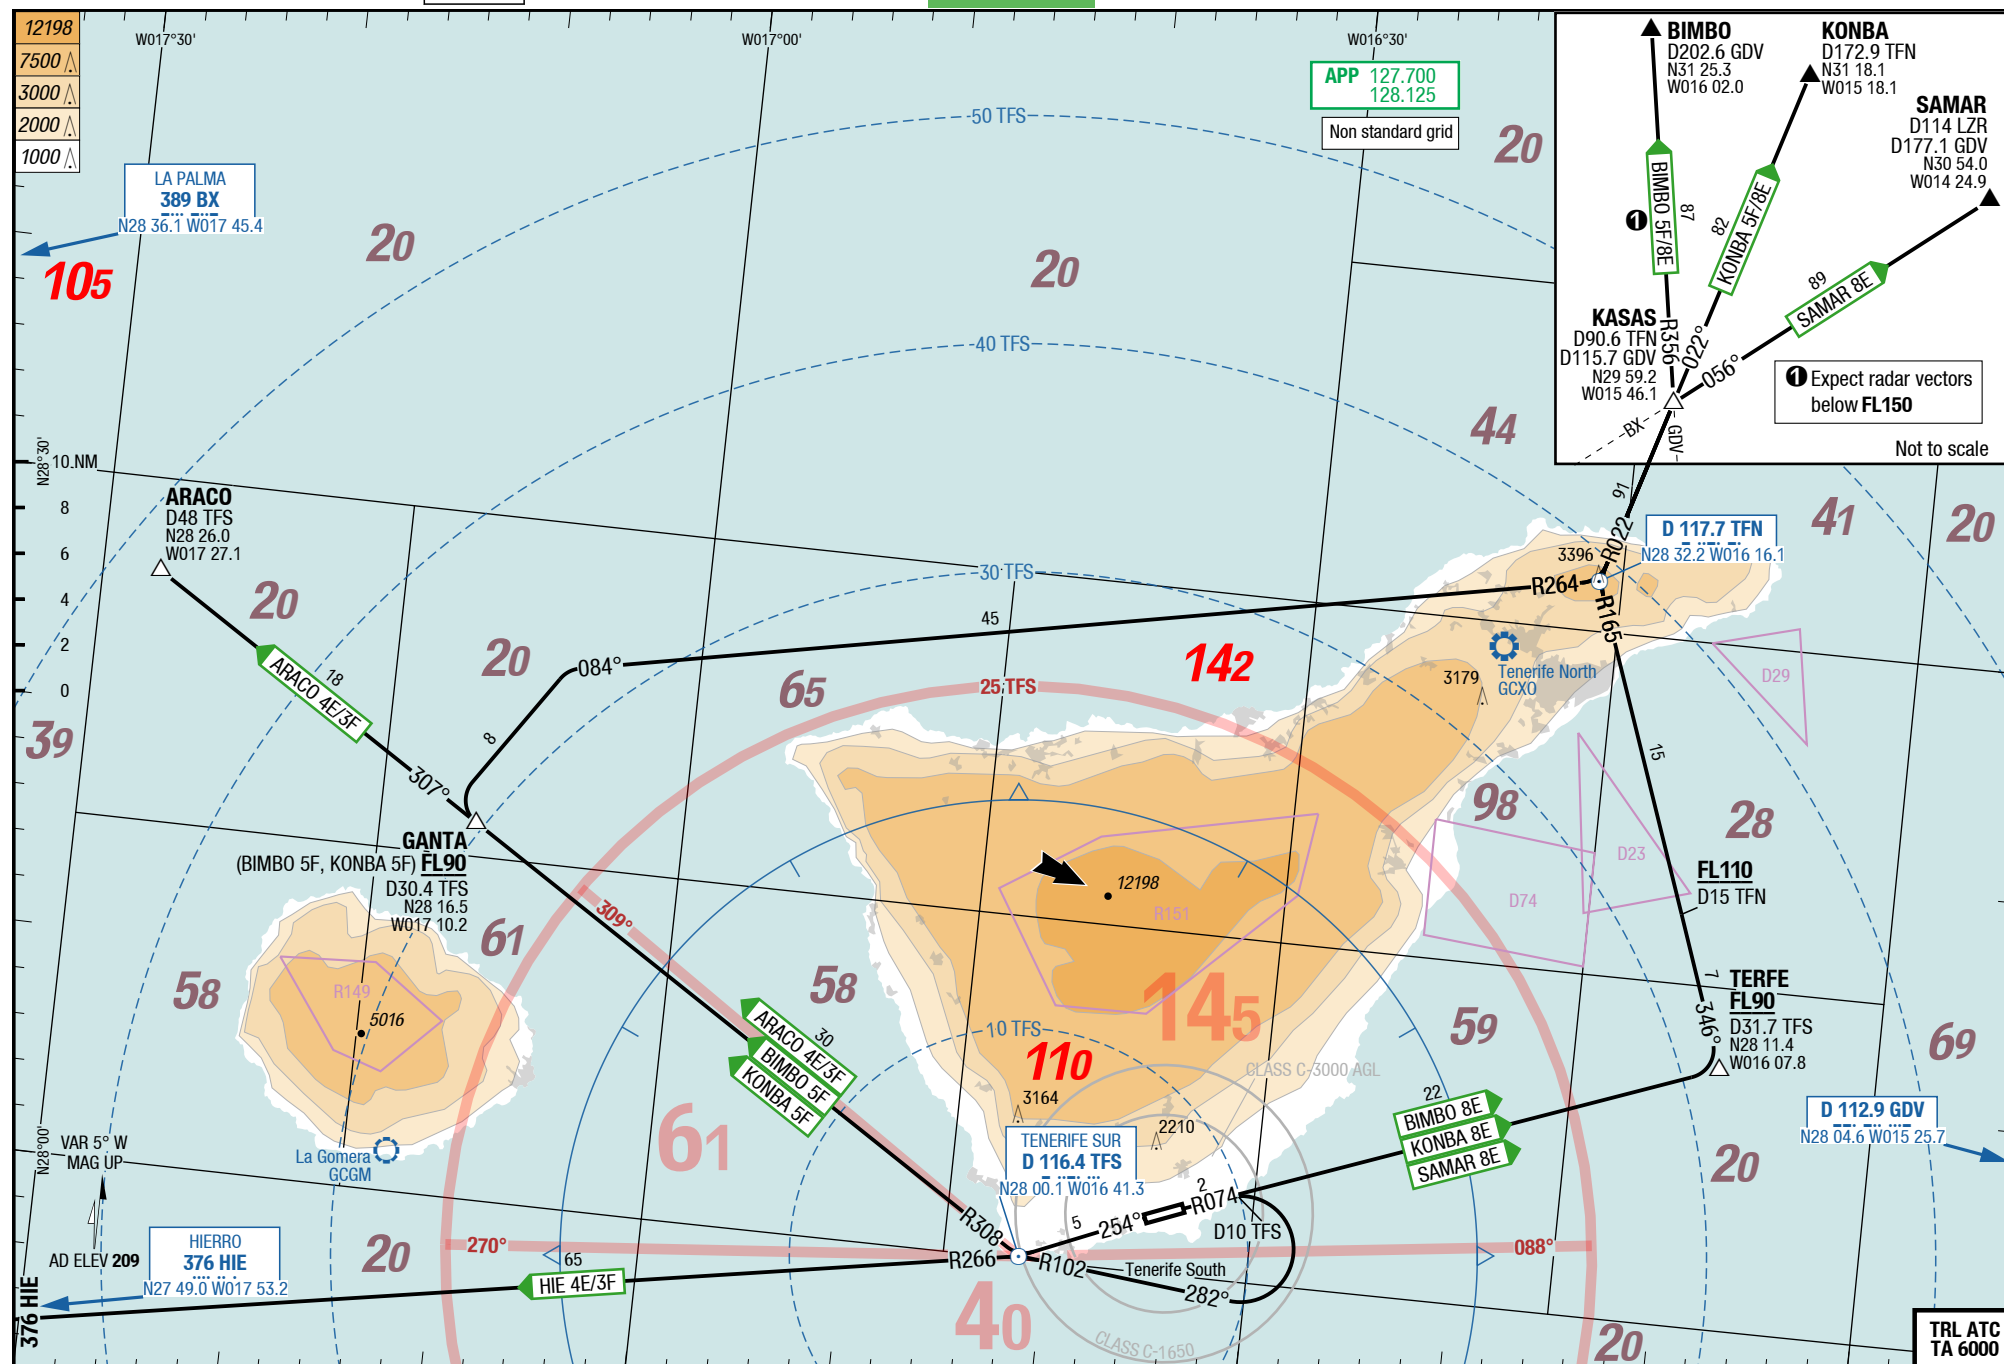 12198
7500
3000
2000
1000
W017°30'
W017°00'
W016°30'
APP 127.700
128.125
Non standard grid
BIMBO
D202.6 GDV
N31 25.3
W016 02.0
KONBA
D172.9 TFN
N31 18.1
W015 18.1
SAMAR
D114 LZR
D177.1 GDV
N30 54.0
W014 24.9
BIMBO 5F/8E
87
1
KONBA 5F/8E
82
SAMAR 8E
89
KASAS
D90.6 TFN
D115.7 GDV
N29 59.2
W015 46.1
R356
022°
056°
BX
GDV
1 Expect radar vectors
below FL150
Not to scale
LA PALMA
389 BX
N28 36.1 W017 45.4
105
20
20
20
50 TFS
40 TFS
44
41
20
N28°30'
10 NM
8
6
4
2
0
ARACO
D48 TFS
N28 26.0
W017 27.1
20
20
30 TFS
91
R022
D 117.7 TFN
N28 32.2 W016 16.1
3396
R264
R165
45
084°
18
ARACO 4E/3F
8
65
25 TFS
142
3179
Tenerife North
GCXO
D29
39
307°
15
98
28
GANTA
(BIMBO 5F, KONBA 5F) FL90
D30.4 TFS
N28 16.5
W017 10.2
309°
12198
R151
D23
D74
FL110
D15 TFN
61
58
58
R149
5016
145
7
TERFE
FL90
D31.7 TFS
N28 11.4
W016 07.8
346°
59
69
30
ARACO 4E/3F
BIMBO 5F
KONBA 5F
10 TFS
110
CLASS C-3000 AGL
3164
2210
22
BIMBO 8E
KONBA 8E
SAMAR 8E
D 112.9 GDV
N28 04.6 W015 25.7
N28°00'
VAR 5° W
MAG UP
La Gomera
GCGM
61
TENERIFE SUR
D 116.4 TFS
N28 00.1 W016 41.3
20
R308
5
254°
2
R074
D10 TFS
AD ELEV 209
HIERRO
376 HIE
N27 49.0 W017 53.2
20
270°
65
HIE 4E/3F
R266
R102
Tenerife South
282°
088°
376 HIE
40
CLASS C-1650
20
TRL ATC
TA 6000